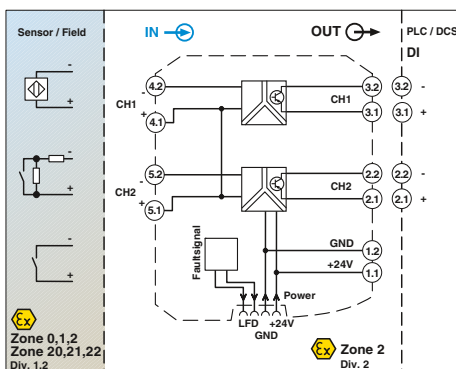 Sensor / Field
IN
OUT
PLC / DCS
DI
-
+
-
+
-
+
4.2
-
CH1
+
4.1
3.2
CH1
3.1
3.2
-
3.1
+
5.2
-
CH2
+
5.1
2.2
CH2
2.1
2.2
-
2.1
+
Faultsignal
GND
1.2
+24V
1.1
Power
LFD
+24V
GND
Ex
Zone 0,1,2
Zone 20,21,22
Div. 1,2
Ex
Zone 2
Div. 2